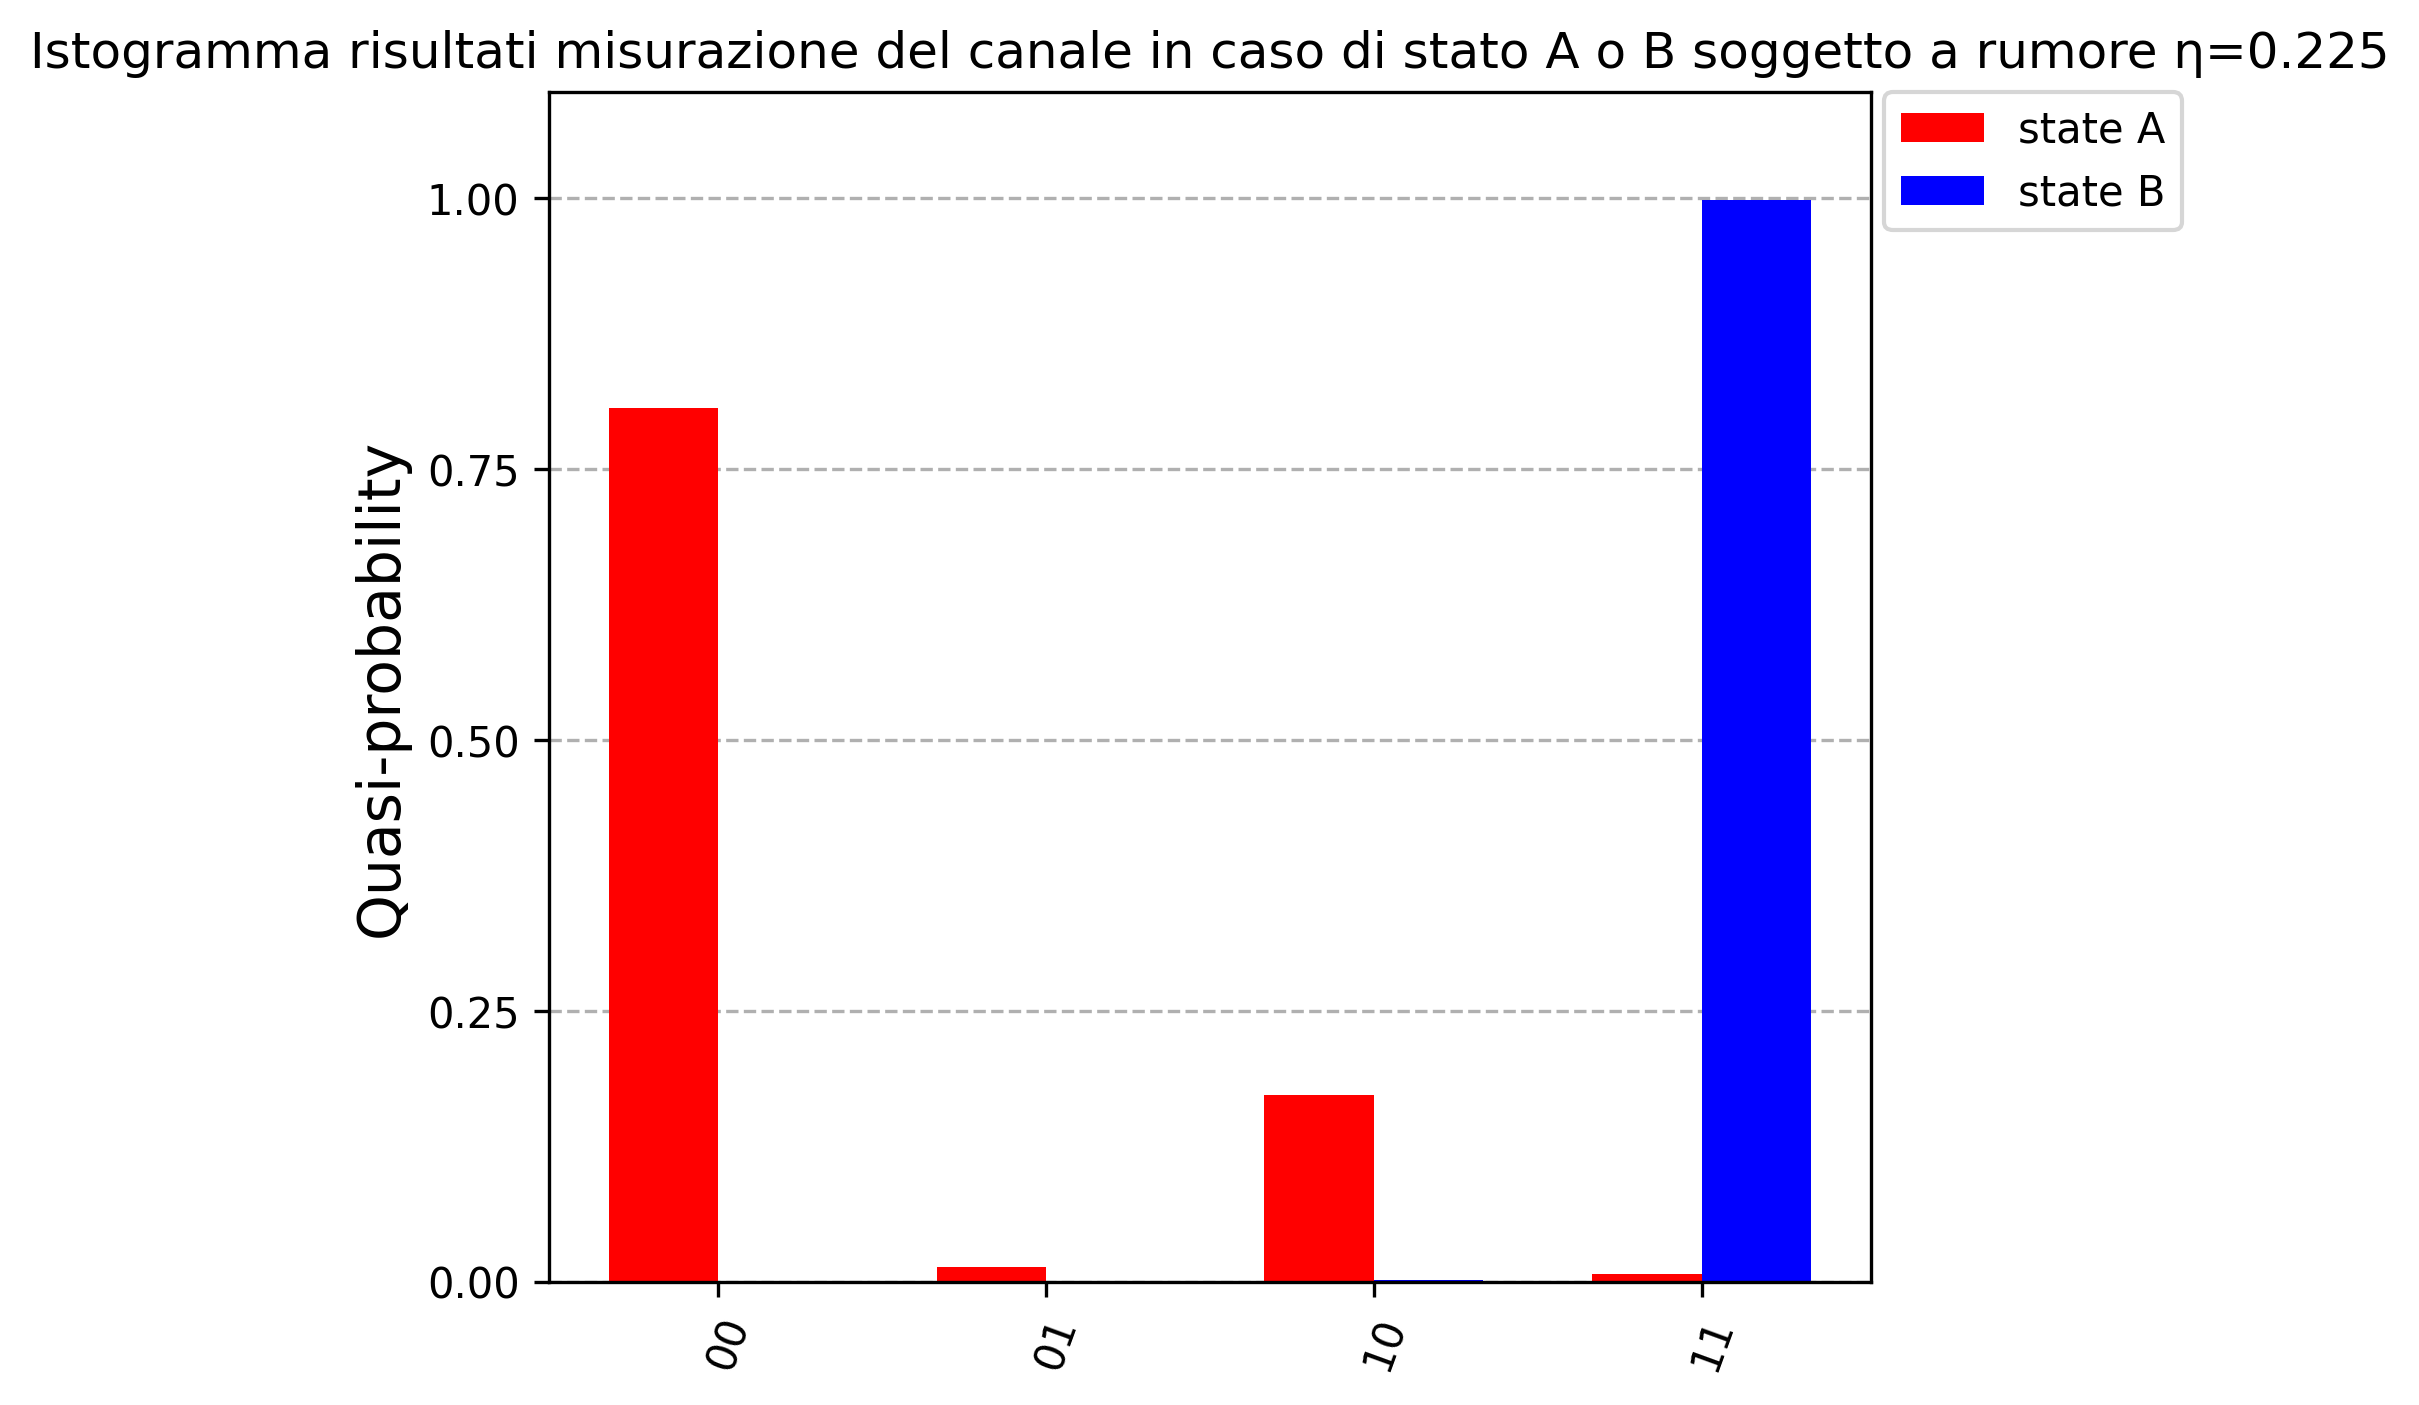 Istogramma risultati misurazione del canale in caso di stato A o B soggetto a rumore η=0.225
state A
state B
Quasi-probability
1.00
0.75
0.50
0.25
0.00
00
01
10
11